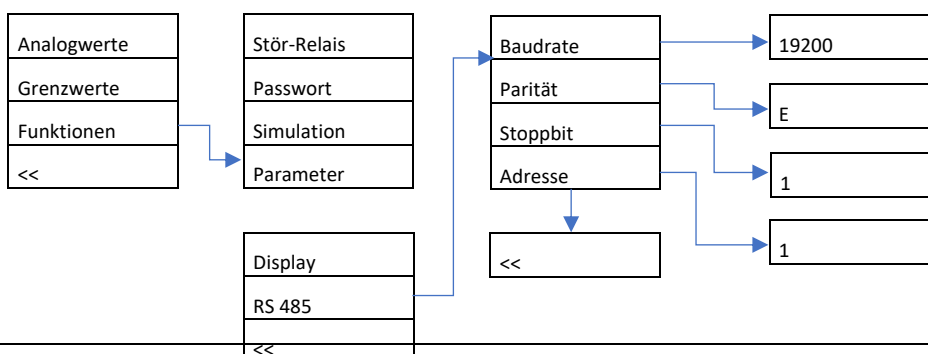 Analogwerte
Grenzwerte
Funktionen
<<
Stör-Relais
Passwort
Simulation
Parameter
Display
RS 485
<<
Baudrate
Parität
Stoppbit
Adresse
<<
19200
E
1
1